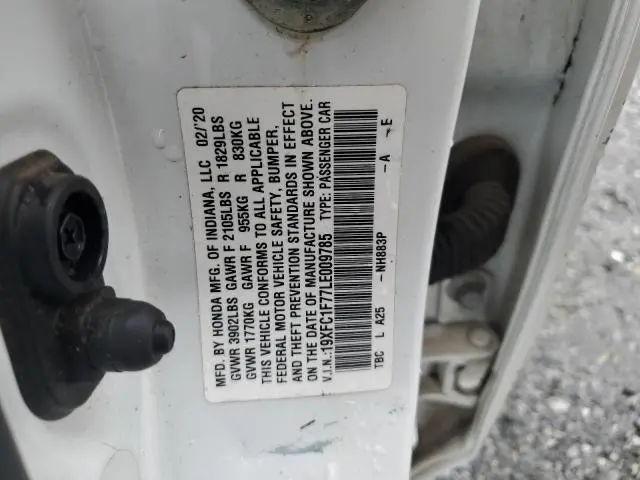 MFD. BY HONDA MFG. OF INDIANA, LLC 02/'20
GVWR 3902LBS GAWR F 2105LBS R 1829LBS
GVWR 1770KG GAWR F 955KG R 830KG
THIS VEHICLE CONFORMS TO ALL APPLICABLE
FEDERAL MOTOR VEHICLE SAFETY, BUMPER,
AND THEFT PREVENTION STANDARDS IN EFFECT
ON THE DATE OF MANUFACTURE SHOWN ABOVE.
V.I.N.:19XFC1F77LE009785 TYPE: PASSENGER CAR
TBC L A25 -NH883P -A -E